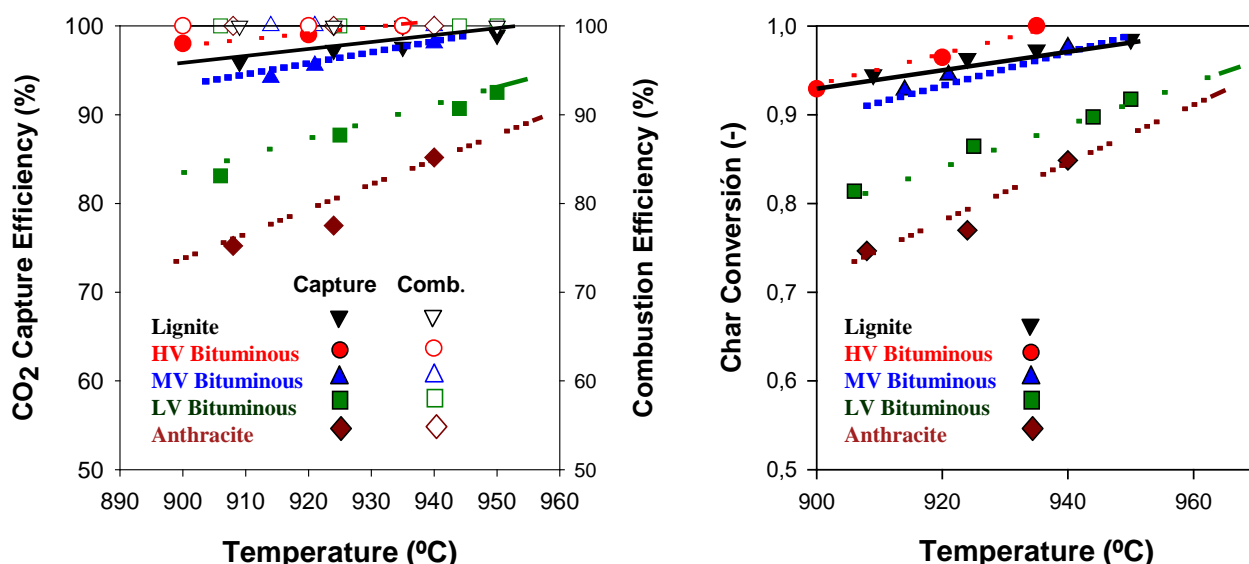 CO2 Capture Efficiency (%)
100
90
80
70
60
50
890 900 910 920 930 940 950 960
Temperature (ºC)
Capture Comb.
Lignite
HV Bituminous
MV Bituminous
LV Bituminous
Anthracite
100
90
80
70
60
50
Combustion Efficiency (%)
Char Conversión (-)
1,0
0,9
0,8
0,7
0,6
0,5
900 920 940 960
Temperature (ºC)
Lignite
HV Bituminous
MV Bituminous
LV Bituminous
Anthracite